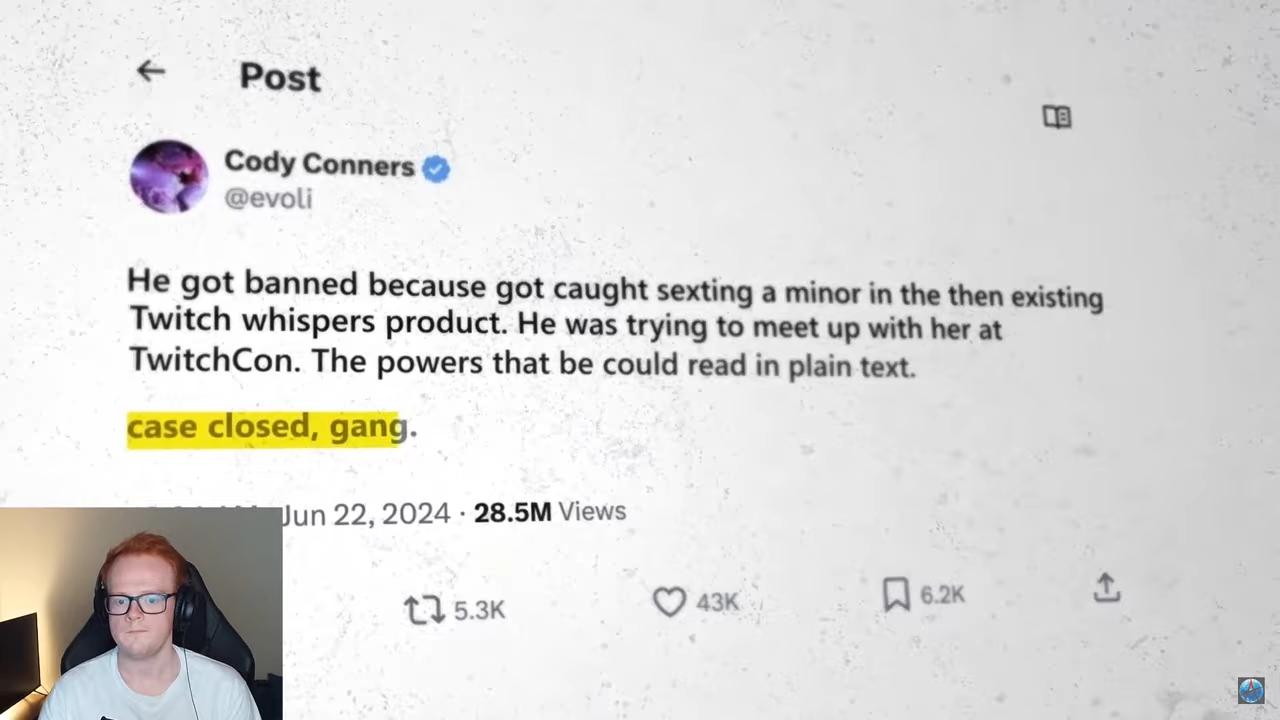 Post
Cody Conners
@evoli
He got banned because got caught sexting a minor in the then existing
Twitch whispers product. He was trying to meet up with her at
TwitchCon. The powers that be could read in plain text.
case closed, gang.
Jun 22, 2024 · 28.5M Views
5.3K
43K
6.2K